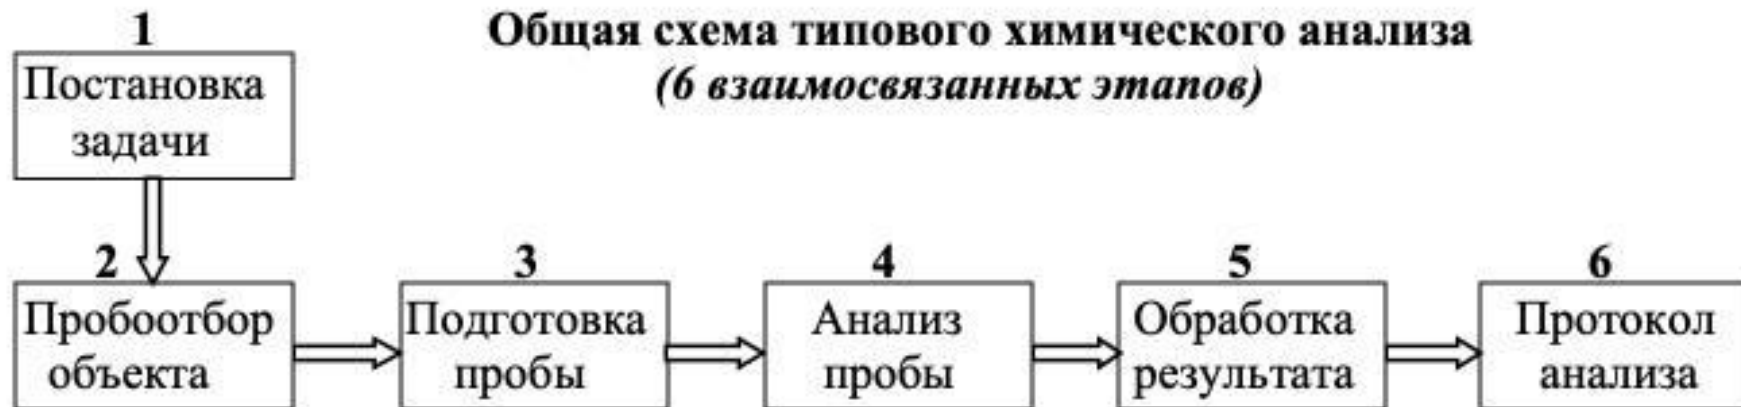 1
Общая схема типового химического анализа
(6 взаимосвязанных этапов)
Постановка
задачи
2
Пробоотбор
объекта
3
Подготовка
пробы
4
Анализ
пробы
5
Обработка
результата
6
Протокол
анализа